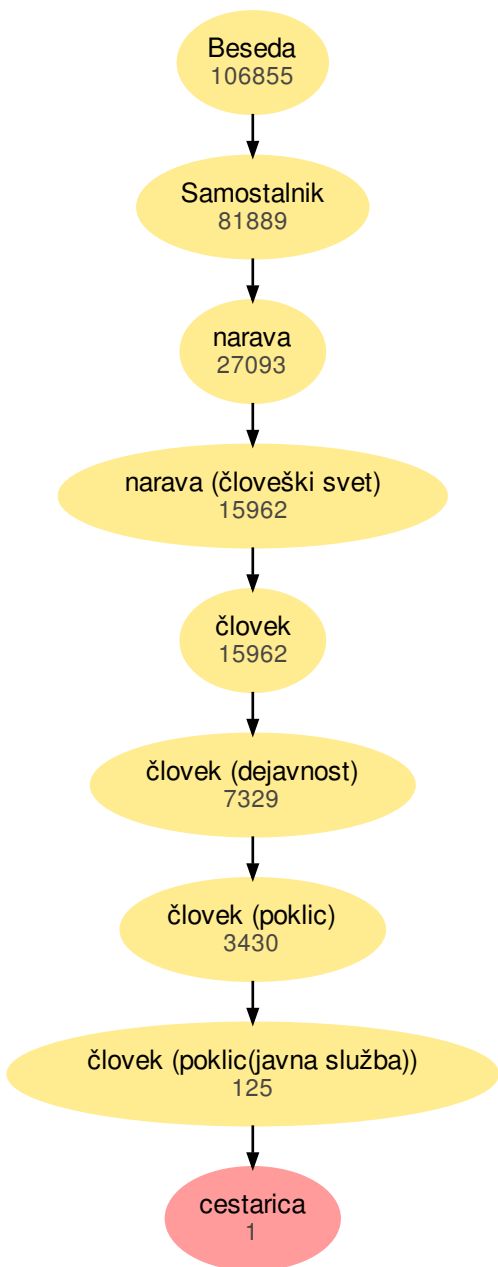 Beseda
106855
Samostalnik
81889
narava
27093
narava (človeški svet)
15962
človek
15962
človek (dejavnost)
7329
človek (poklic)
3430
človek (poklic(javna služba))
125
cestarica
1